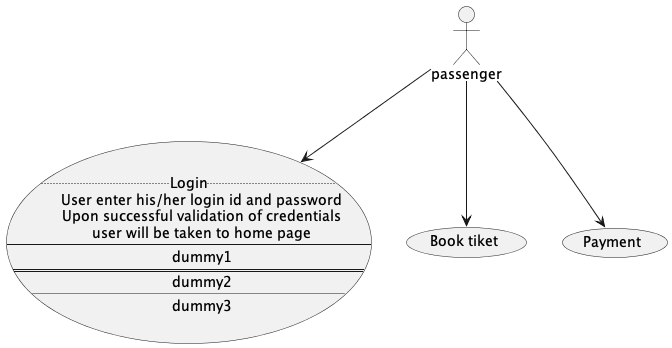 passenger
Login
User enter his/her login id and password
Upon successful validation of credentials
user will be taken to home page
dummy1
dummy2
dummy3
Book tiket
Payment